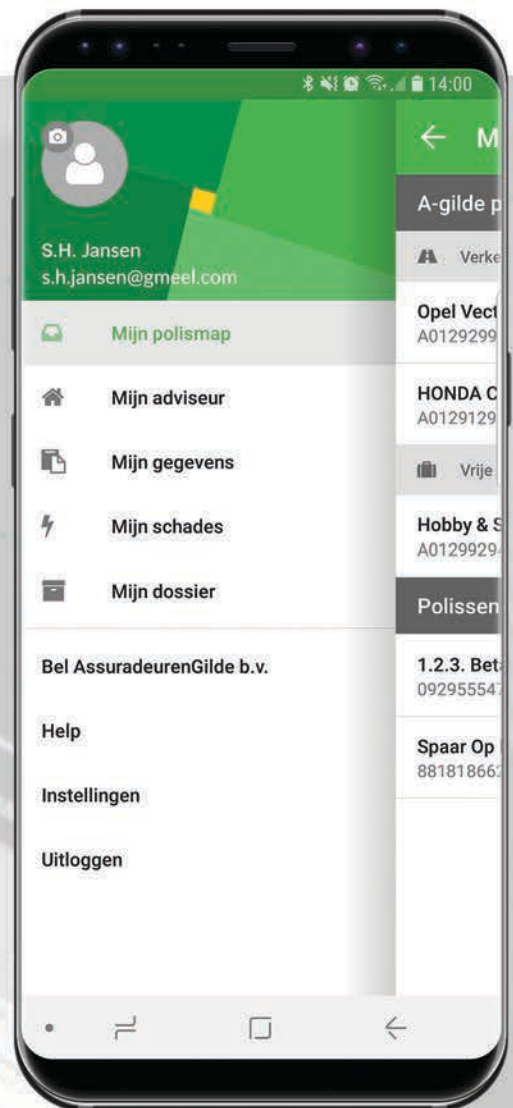 14:00
S.H. Jansen
s.h.jansen@gmeel.com
Mijn polismap
Mijn adviseur
Mijn gegevens
Mijn schades
Mijn dossier
Bel AssuradeurenGilde b.v.
Help
Instellingen
Uitloggen
M
A-gilde p
Verke
Opel Vect
A0129299
HONDA C
A0129129
Vrije
Hobby & S
A0129929
Polissen
1.2.3. Bet
092955547
Spaar Op
88181866